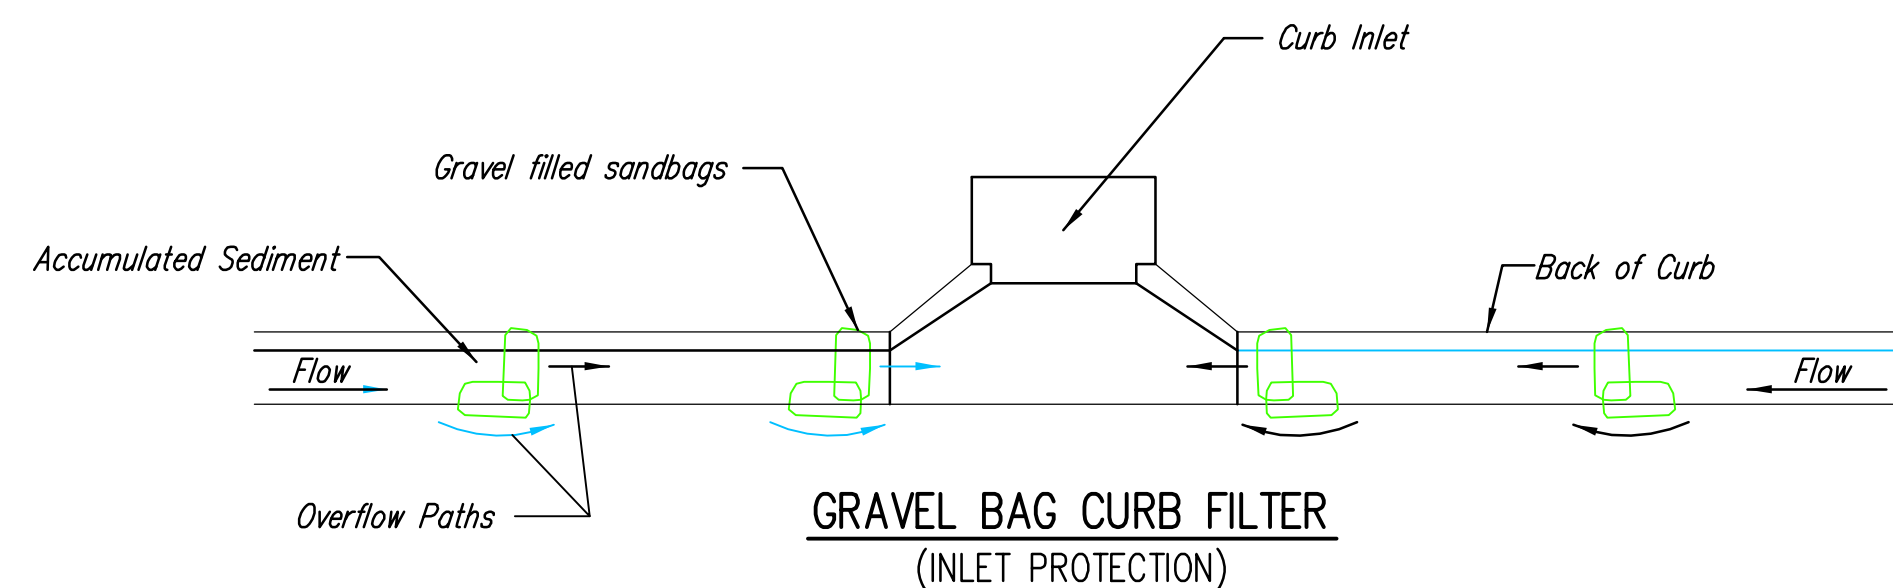 Curb Inlet
Gravel filled sandbags
Accumulated Sediment
Back of Curb
Flow
Flow
Overflow Paths
GRAVEL BAG CURB FILTER
(INLET PROTECTION)